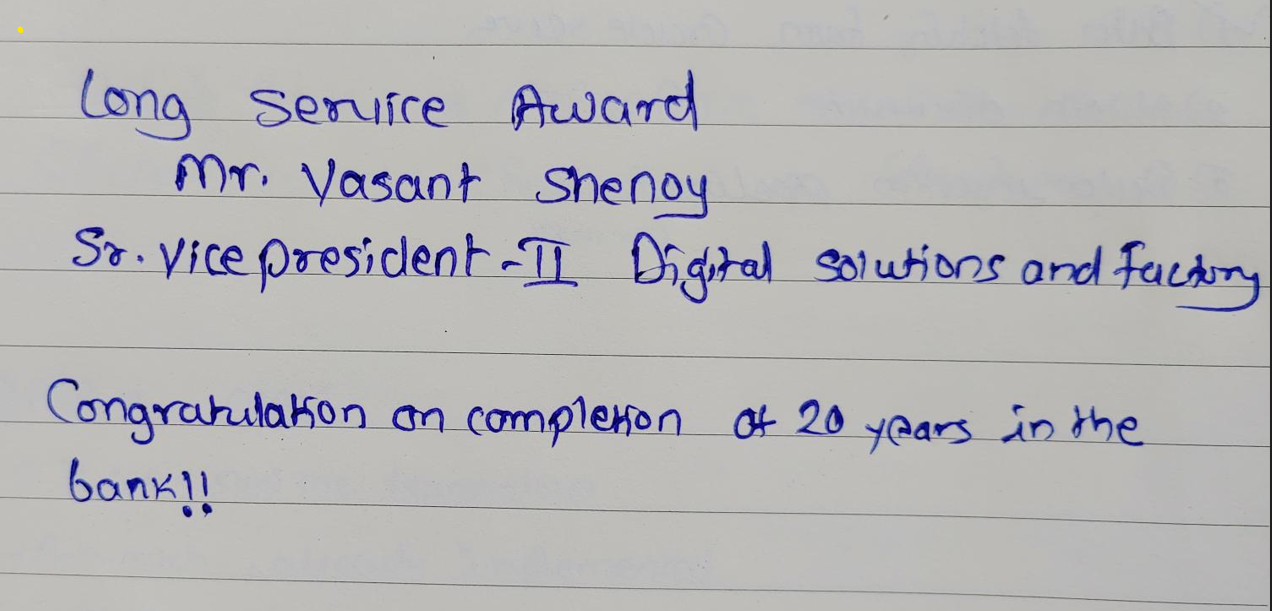 Long Service Award
Mr. Vasant Shenoy
Sr. Vice president -II Digital solutions and factory
Congratulation on completion of 20 years in the
bank!!